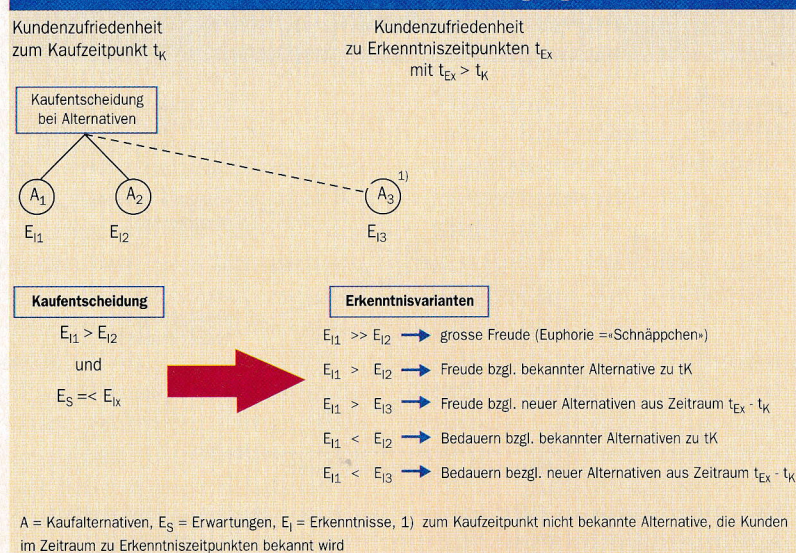 Kundenzufriedenheit
zum Kaufzeitpunkt tK
Kundenzufriedenheit
zu Erkenntniszeitpunkten tEx
mit tEx > tK
Kaufentscheidung
bei Alternativen
A1
A2
A3 1)
EI1
EI2
EI3
Kaufentscheidung
EI1 > EI2
und
ES =< EIx
Erkenntnisvarianten
EI1 >> EI2 → grosse Freude (Euphorie =«Schnäppchen»)
EI1 > EI2 → Freude bzgl. bekannter Alternative zu tK
EI1 > EI3 → Freude bzgl. neuer Alternativen aus Zeitraum tEx - tK
EI1 < EI2 → Bedauern bzgl. bekannter Alternativen zu tK
EI1 < EI3 → Bedauern bezgl. neuer Alternativen aus Zeitraum tEx - tK
A = Kaufalternativen, ES = Erwartungen, EI = Erkenntnisse, 1) zum Kaufzeitpunkt nicht bekannte Alternative, die Kunden
im Zeitraum zu Erkenntniszeitpunkten bekannt wird